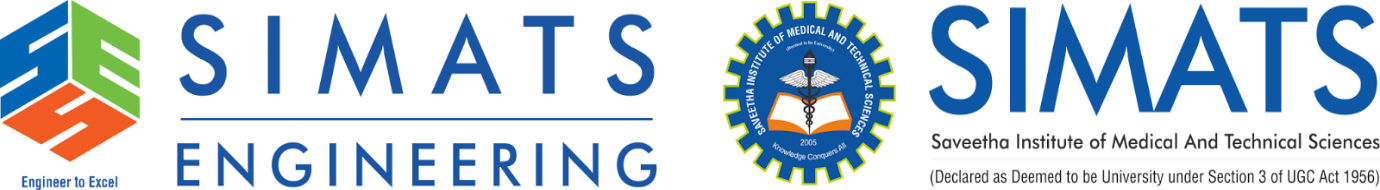 SES
Engineer to Excel
SIMATS
ENGINEERING
SAVEETHA INSTITUTE OF MEDICAL AND TECHNICAL SCIENCES
(Deemed to be University)
2005
Knowledge Conquers All
SIMATS
Saveetha Institute of Medical And Technical Sciences
(Declared as Deemed to be University under Section 3 of UGC Act 1956)